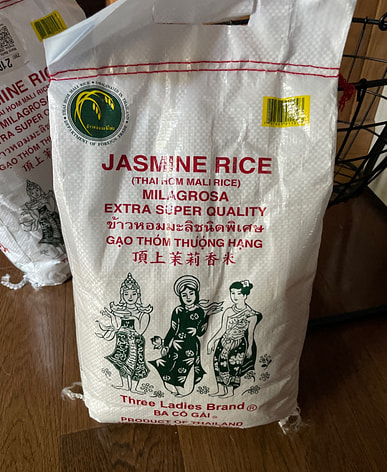 JASMINE RICE
(THAI HOM MALI RICE)
MILAGROSA
EXTRA SUPER QUALITY
ข้าวหอมมะลิชนิดพิเศษ
GẠO THƠM THƯỢNG HẠNG
頂上茉莉香米
Three Ladies Brand ®
BA CÔ GÁI ®
PRODUCT OF THAILAND